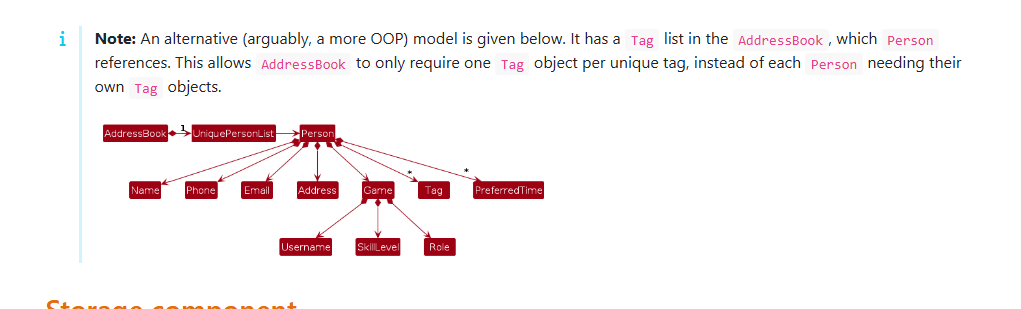 i
Note: An alternative (arguably, a more OOP) model is given below. It has a Tag list in the AddressBook, which Person
references. This allows AddressBook to only require one Tag object per unique tag, instead of each Person needing their
own Tag objects.
AddressBook 1 UniquePersonList Person
* *
Name Phone Email Address Game Tag PreferredTime
Username SkillLevel Role
Storage component